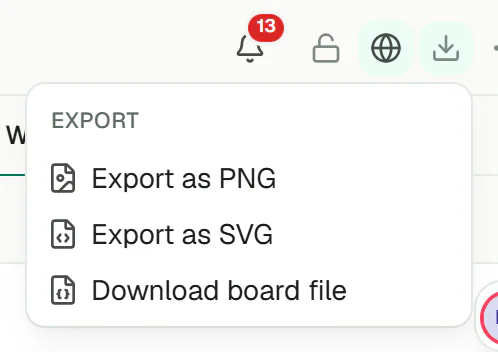 13
W
EXPORT
Export as PNG
Export as SVG
Download board file